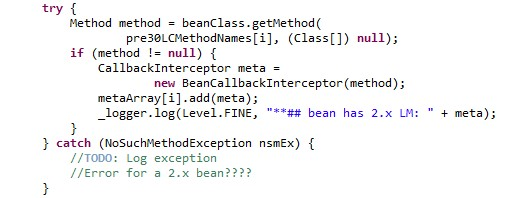 try {
    Method method = beanClass.getMethod(
            pre30LCMethodNames[i], (Class[]) null);
    if (method != null) {
        CallbackInterceptor meta =
                new BeanCallbackInterceptor(method);
        metaArray[i].add(meta);
        _logger.log(Level.FINE, "**## bean has 2.x LM: " + meta);
    }
} catch (NoSuchMethodException nsmEx) {
    //TODO: Log exception
    //Error for a 2.x bean????
}